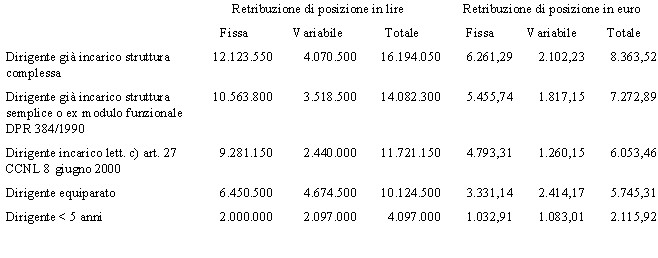 Retribuzione di posizione in lire Retribuzione di posizione in euro
Fissa Variabile Totale Fissa Variabile Totale
Dirigente già incarico struttura complessa 12.123.550 4.070.500 16.194.050 6.261,29 2.102,23 8.363,52
Dirigente già incarico struttura semplice o ex modulo funzionale DPR 384/1990 10.563.800 3.518.500 14.082.300 5.455,74 1.817,15 7.272,89
Dirigente incarico lett. c) art. 27 CCNL 8 giugno 2000 9.281.150 2.440.000 11.721.150 4.793,31 1.260,15 6.053,46
Dirigente equiparato 6.450.500 4.674.500 10.124.500 3.331,14 2.414,17 5.745,31
Dirigente < 5 anni 2.000.000 2.097.000 4.097.000 1.032,91 1.083,01 2.115,92